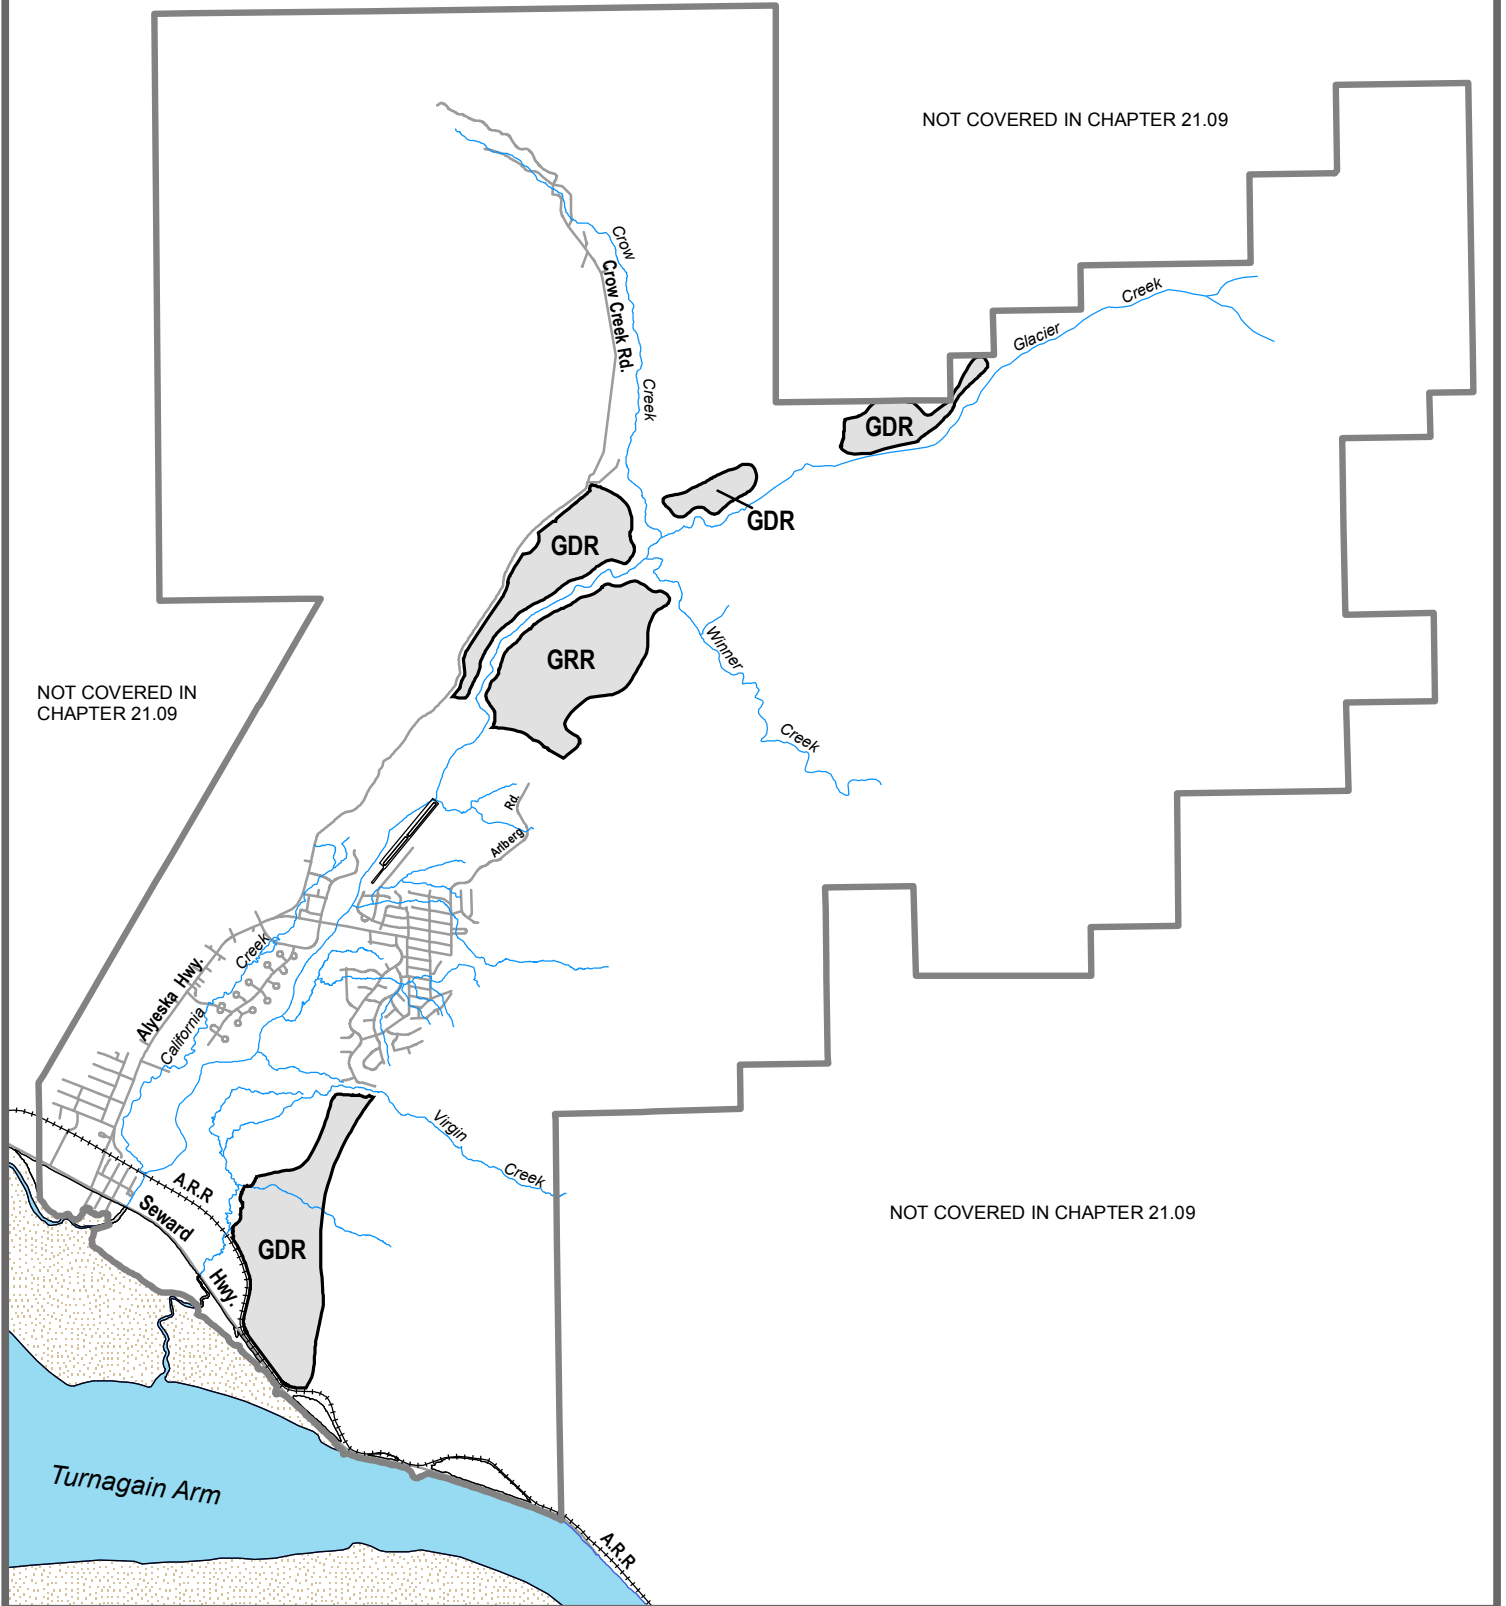 NOT COVERED IN CHAPTER 21.09
Crow
Crow Creek Rd.
Creek
Glacier
Creek
GDR
GDR
GDR
GRR
Winner
Creek
NOT COVERED IN
CHAPTER 21.09
Rd.
Arlberg
Alyeska Hwy.
Creek
California
Virgin
Creek
A.R.R
Seward
Hwy.
GDR
NOT COVERED IN CHAPTER 21.09
Turnagain Arm
A.R.R